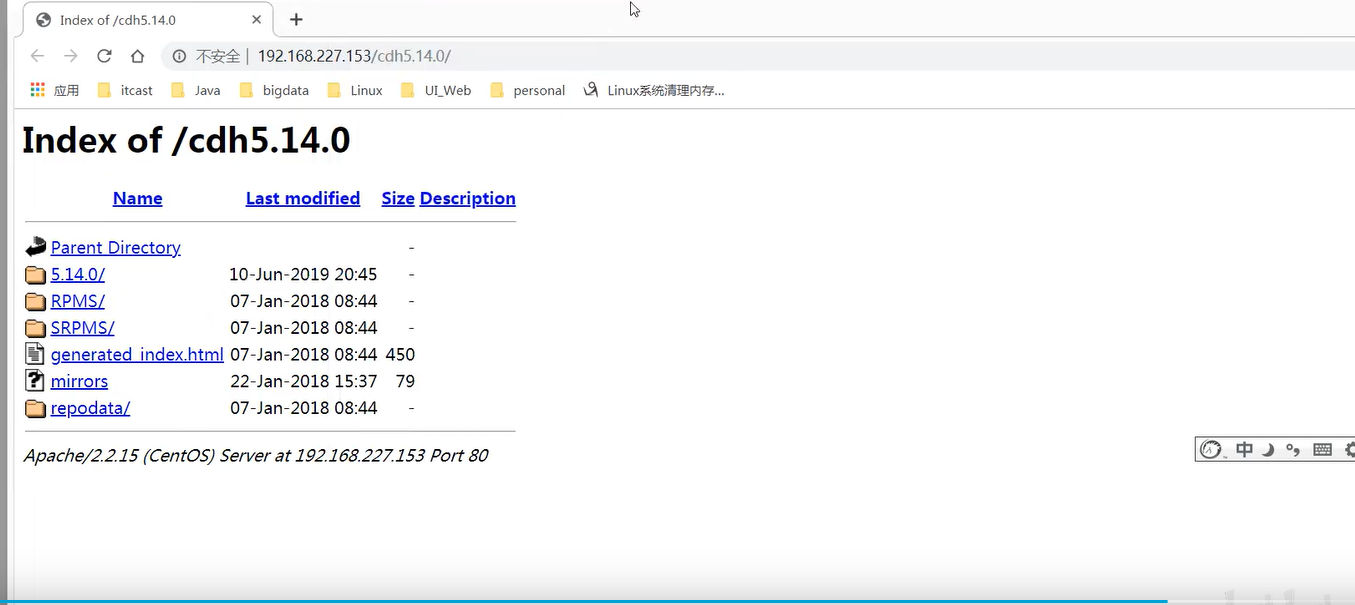 Index of /cdh5.14.0
不安全 | 192.168.227.153/cdh5.14.0/
应用 itcast Java bigdata Linux UI_Web personal Linux系统清理内存...
Index of /cdh5.14.0
Name Last modified Size Description
Parent Directory -
5.14.0/ 10-Jun-2019 20:45 -
RPMS/ 07-Jan-2018 08:44 -
SRPMS/ 07-Jan-2018 08:44 -
generated_index.html 07-Jan-2018 08:44 450
mirrors 22-Jan-2018 15:37 79
repodata/ 07-Jan-2018 08:44 -
Apache/2.2.15 (CentOS) Server at 192.168.227.153 Port 80
中